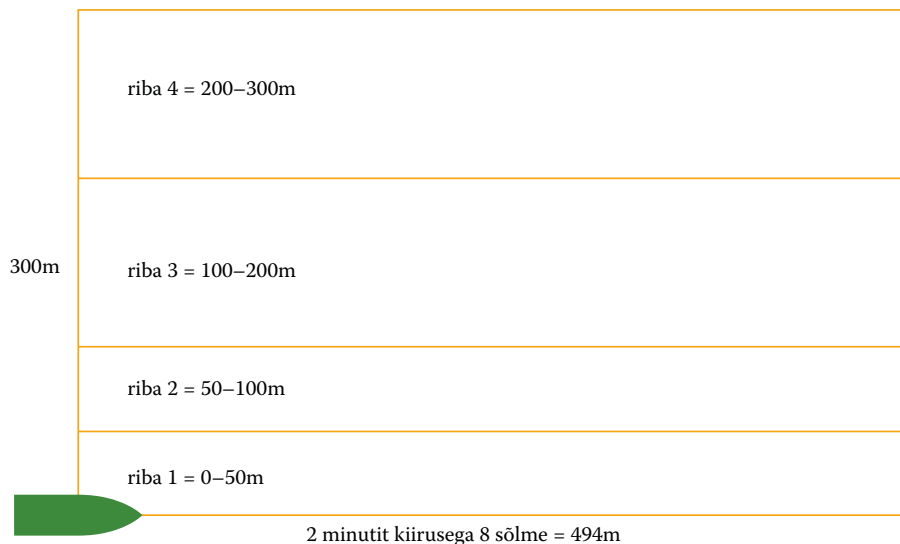 riba 4 = 200–300m
300m
riba 3 = 100–200m
riba 2 = 50–100m
riba 1 = 0–50m
2 minutit kiirusega 8 sõlme = 494m